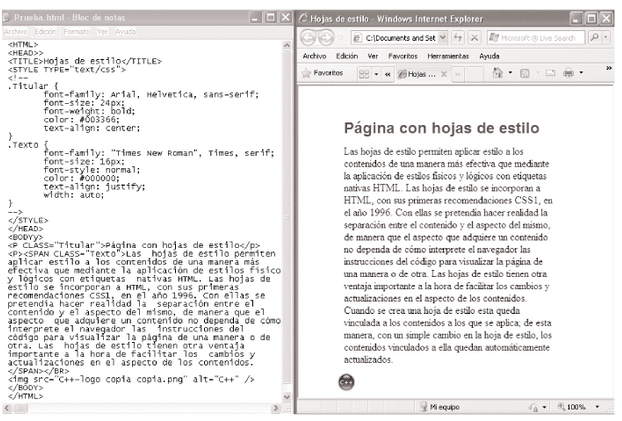 Prueba.html - Bloc de notas
Archivo Edición Formato Ver Ayuda
<HTML>
<HEAD>>
<TITLE>Hojas de estilo</TITLE>
<STYLE TYPE="text/css">
<!--
.Titular {
font-family: Arial, Helvetica, sans-serif;
font-size: 24px;
font-weight: bold;
color: #003366;
text-align: center;
}
.Texto {
font-family: "Times New Roman", Times, serif;
font-size: 16px;
font-style: normal;
color: #000000;
text-align: justify;
width: auto;
}
-->
</STYLE>
</HEAD>
<BODYy>
<P CLASS="Titular">Página con hojas de estilo</p>
<P><SPAN CLASS="Texto">Las hojas de estilo permiten
aplicar estilo a los contenidos de una manera más
efectiva que mediante la aplicación de estilos físico
y lógicos con etiquetas nativas HTML. Las hojas de
estilo se incorporan a HTML, con sus primeras
recomendaciones CSS1, en el año 1996. Con ellas se
pretendía hacer realidad la separación entre el
contenido y el aspecto del mismo, de manera que el
aspecto que adquiere un contenido no dependa de cómo
interprete el navegador las instrucciones del
código para visualizar la página de una manera o de
otra. Las hojas de estilo tienen otra ventaja
importante a la hora de facilitar los cambios y
actualizaciones en el aspecto de los contenidos.
</SPAN></BR>
<img src="C++-logo copia copia.png" alt="C++" />
</BODY>
</HTML>
Hojas de estilo - Windows Internet Explorer
C:\Documents and Set
Microsoft ® Live Search
Archivo Edición Ver Favoritos Herramientas Ayuda
Favoritos
Hojas ...
Página con hojas de estilo
Las hojas de estilo permiten aplicar estilo a los
contenidos de una manera más efectiva que mediante
la aplicación de estilos físicos y lógicos con etiquetas
nativas HTML. Las hojas de estilo se incorporan a
HTML, con sus primeras recomendaciones CSS1, en
el año 1996. Con ellas se pretendía hacer realidad la
separación entre el contenido y el aspecto del mismo,
de manera que el aspecto que adquiere un contenido
no dependa de cómo interprete el navegador las
instrucciones del código para visualizar la página de
una manera o de otra. Las hojas de estilo tienen otra
ventaja importante a la hora de facilitar los cambios y
actualizaciones en el aspecto de los contenidos.
Cuando se crea una hoja de estilo esta queda
vinculada a los contenidos a los que se aplica; de esta
manera, con un simple cambio en la hoja de estilo, los
contenidos vinculados a ella quedan automáticamente
actualizados.
C++
Mi equipo
100%